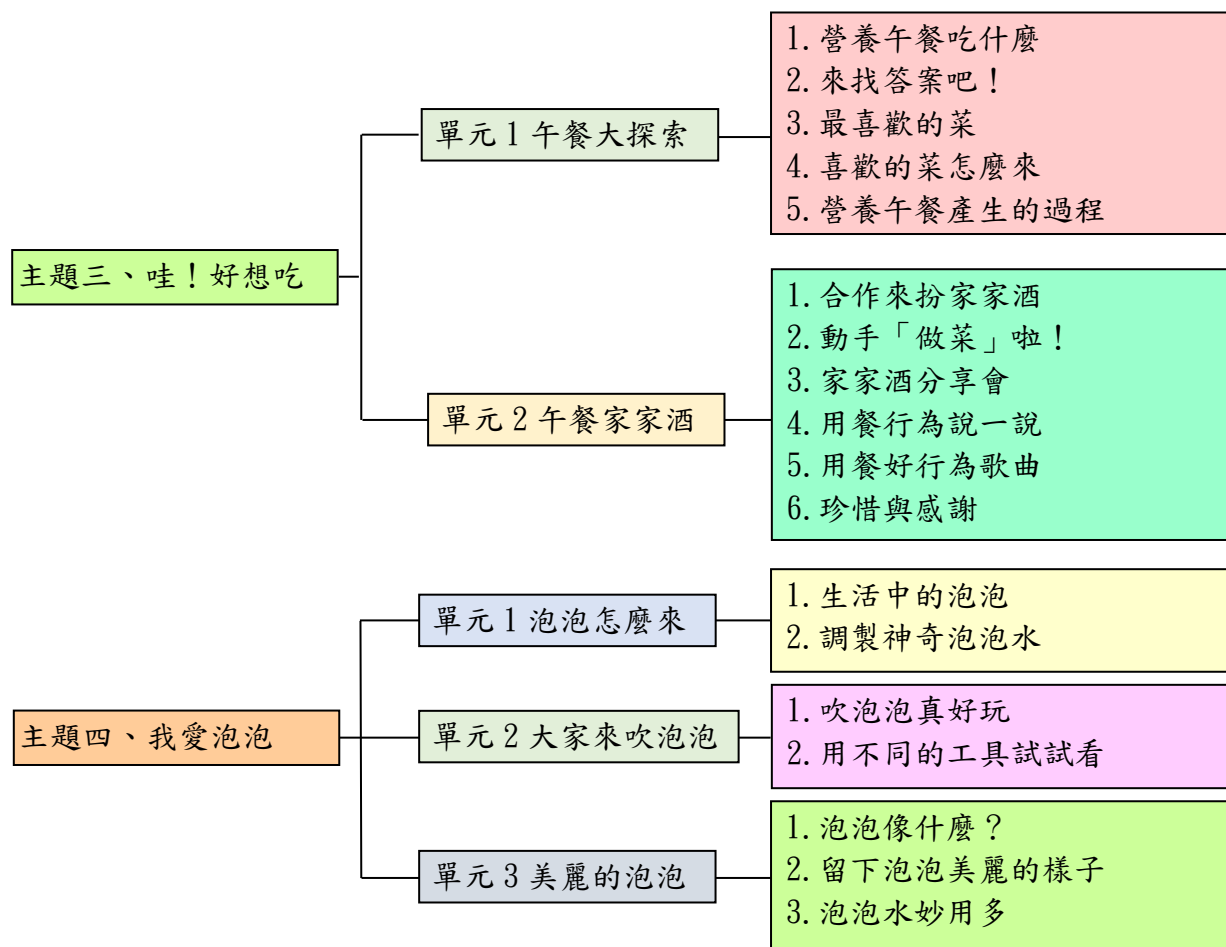 主題三、哇！好想吃
單元1午餐大探索
1.營養午餐吃什麼
2.來找答案吧！
3.最喜歡的菜
4.喜歡的菜怎麼來
5.營養午餐產生的過程
單元2午餐家家酒
1.合作來扮家家酒
2.動手「做菜」啦！
3.家家酒分享會
4.用餐行為說一說
5.用餐好行為歌曲
6.珍惜與感謝
主題四、我愛泡泡
單元1泡泡怎麼來
1.生活中的泡泡
2.調製神奇泡泡水
單元2大家來吹泡泡
1.吹泡泡真好玩
2.用不同的工具試試看
單元3美麗的泡泡
1.泡泡像什麼？
2.留下泡泡美麗的樣子
3.泡泡水妙用多